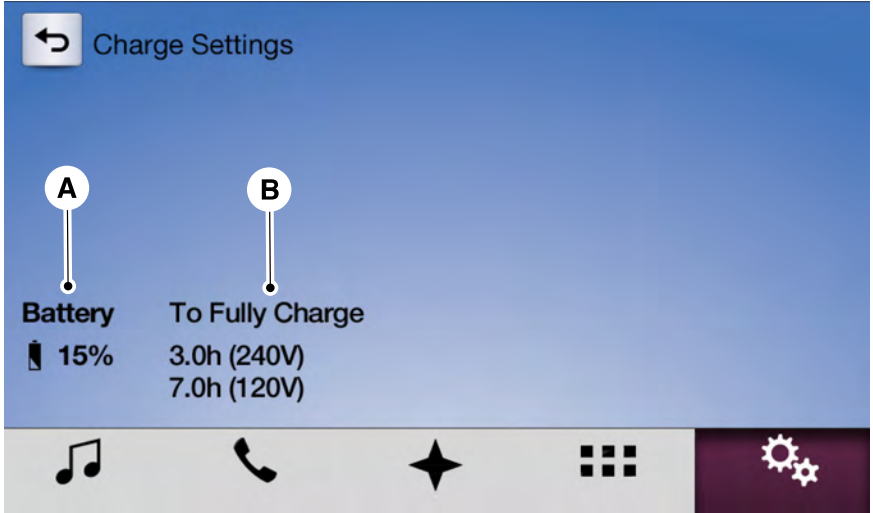 Charge Settings
A
B
Battery
To Fully Charge
15%
3.0h (240V)
7.0h (120V)